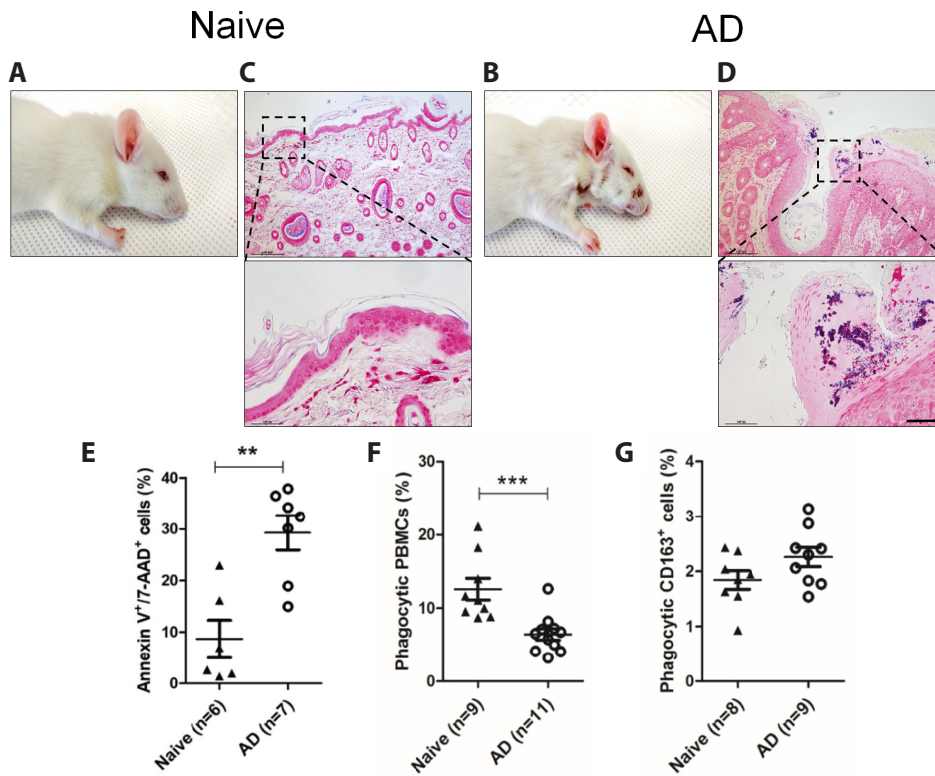 Naive
AD
A
C
B
D
E
F
G
Annexin V⁺/7-AAD⁺ cells (%)
40
30
20
10
0
**
Naive (n=6)
AD (n=7)
Phagocytic PBMCs (%)
30
20
10
0
***
Naive (n=9)
AD (n=11)
Phagocytic CD163⁺ cells (%)
4
3
2
1
0
Naive (n=8)
AD (n=9)